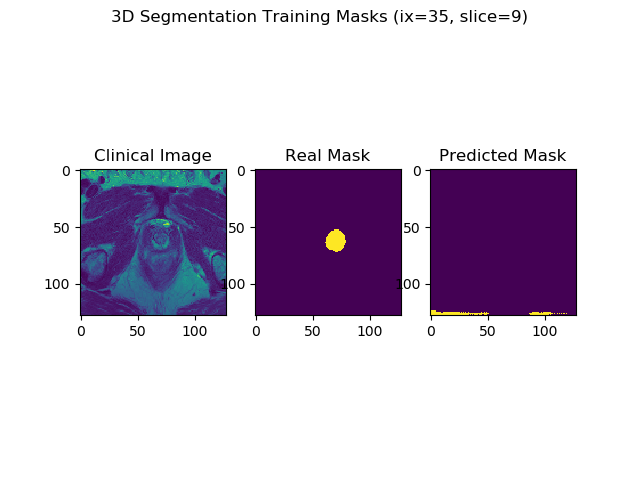 3D Segmentation Training Masks (ix=35, slice=9)
Clinical Image Real Mask Predicted Mask
0 0 0
50 50 50
100 100 100
0 50 100 0 50 100 0 50 100